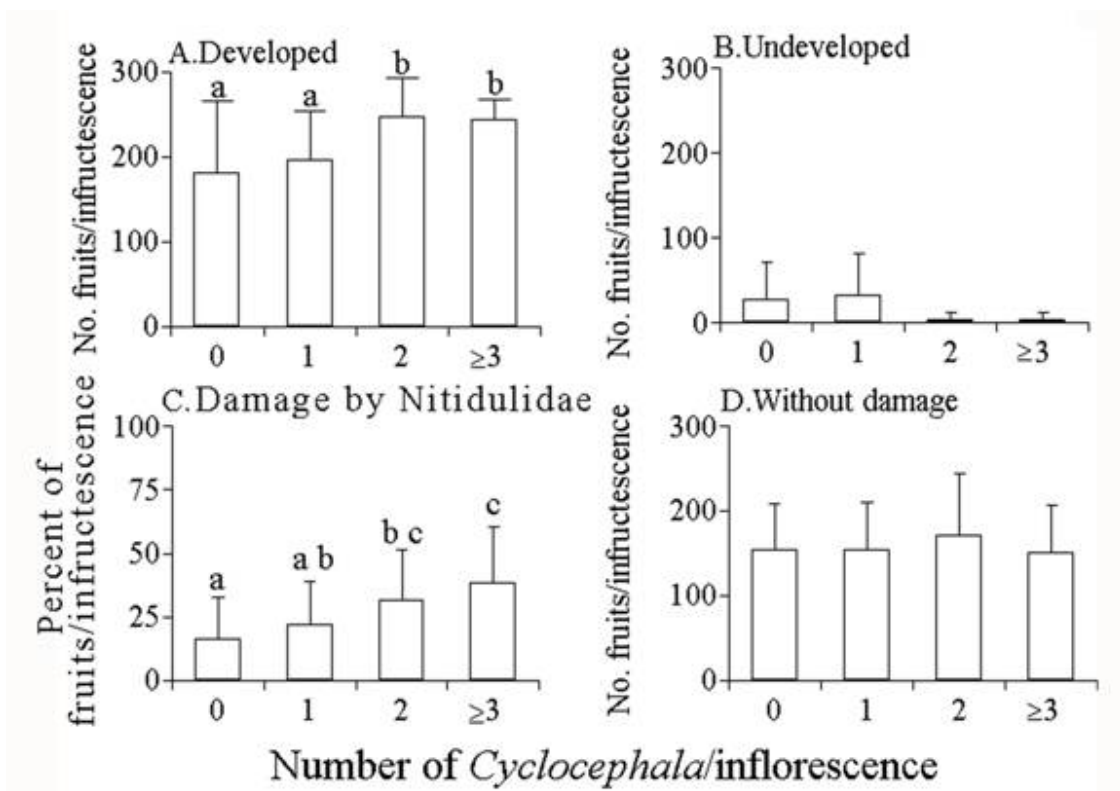 A.Developed
No. fruits/infructescence
300
200
100
0
a
a
b
b
0
1
2
≥3
B.Undeveloped
No. fruits/infructescence
300
200
100
0
0
1
2
≥3
C.Damage by Nitidulidae
Percent of
fruits/infructescence
100
75
50
25
0
a
a b
b c
c
0
1
2
≥3
D.Without damage
No. fruits/infructescence
300
200
100
0
0
1
2
≥3
Number of Cyclocephala/inflorescence